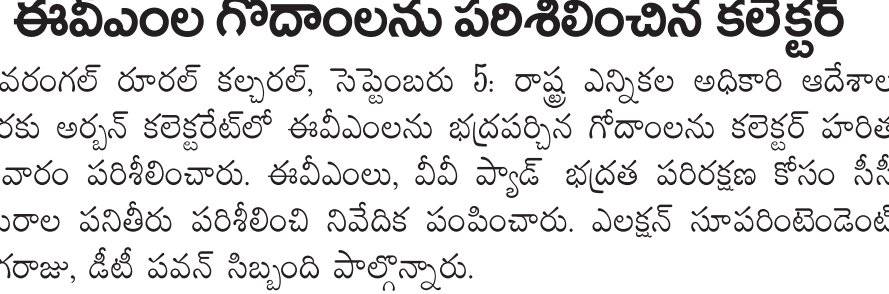 ఈవీఎంల గోదాంలను పరిశీలించిన కలెక్టర్
వరంగల్ రూరల్ కల్చరల్, సెప్టెంబరు 5: రాష్ట్ర ఎన్నికల అధికారి ఆదేశాల
రకు అర్బన్ కలెక్టరేట్‌లో ఈవీఎంలను భద్రపర్చిన గోదాంలను కలెక్టర్ హరిత
వారం పరిశీలించారు. ఈవీఎంలు, వీవీ ప్యాడ్ భద్రత పరిరక్షణ కోసం సీసీ
రాల పనితీరు పరిశీలించి నివేదిక పంపించారు. ఎలక్షన్ సూపరింటెండెంట్
గరాజు, డీటీ పవన్ సిబ్బంది పాల్గొన్నారు.